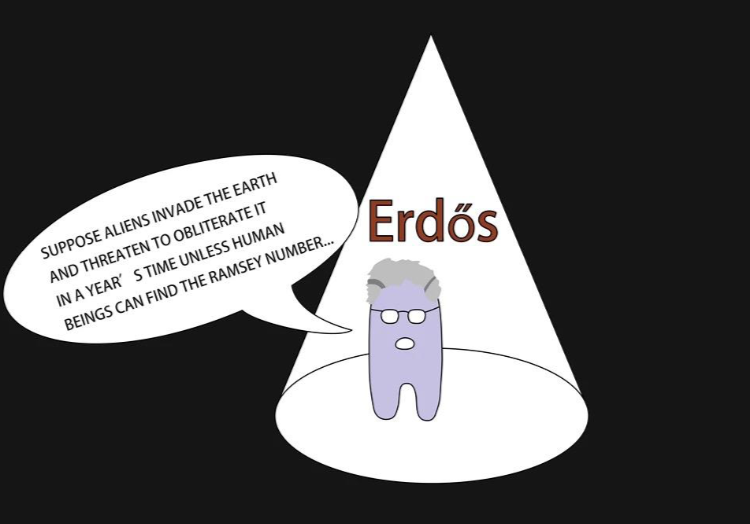 Erdős
SUPPOSE ALIENS INVADE THE EARTH
AND THREATEN TO OBLITERATE IT
IN A YEAR’ S TIME UNLESS HUMAN
BEINGS CAN FIND THE RAMSEY NUMBER...